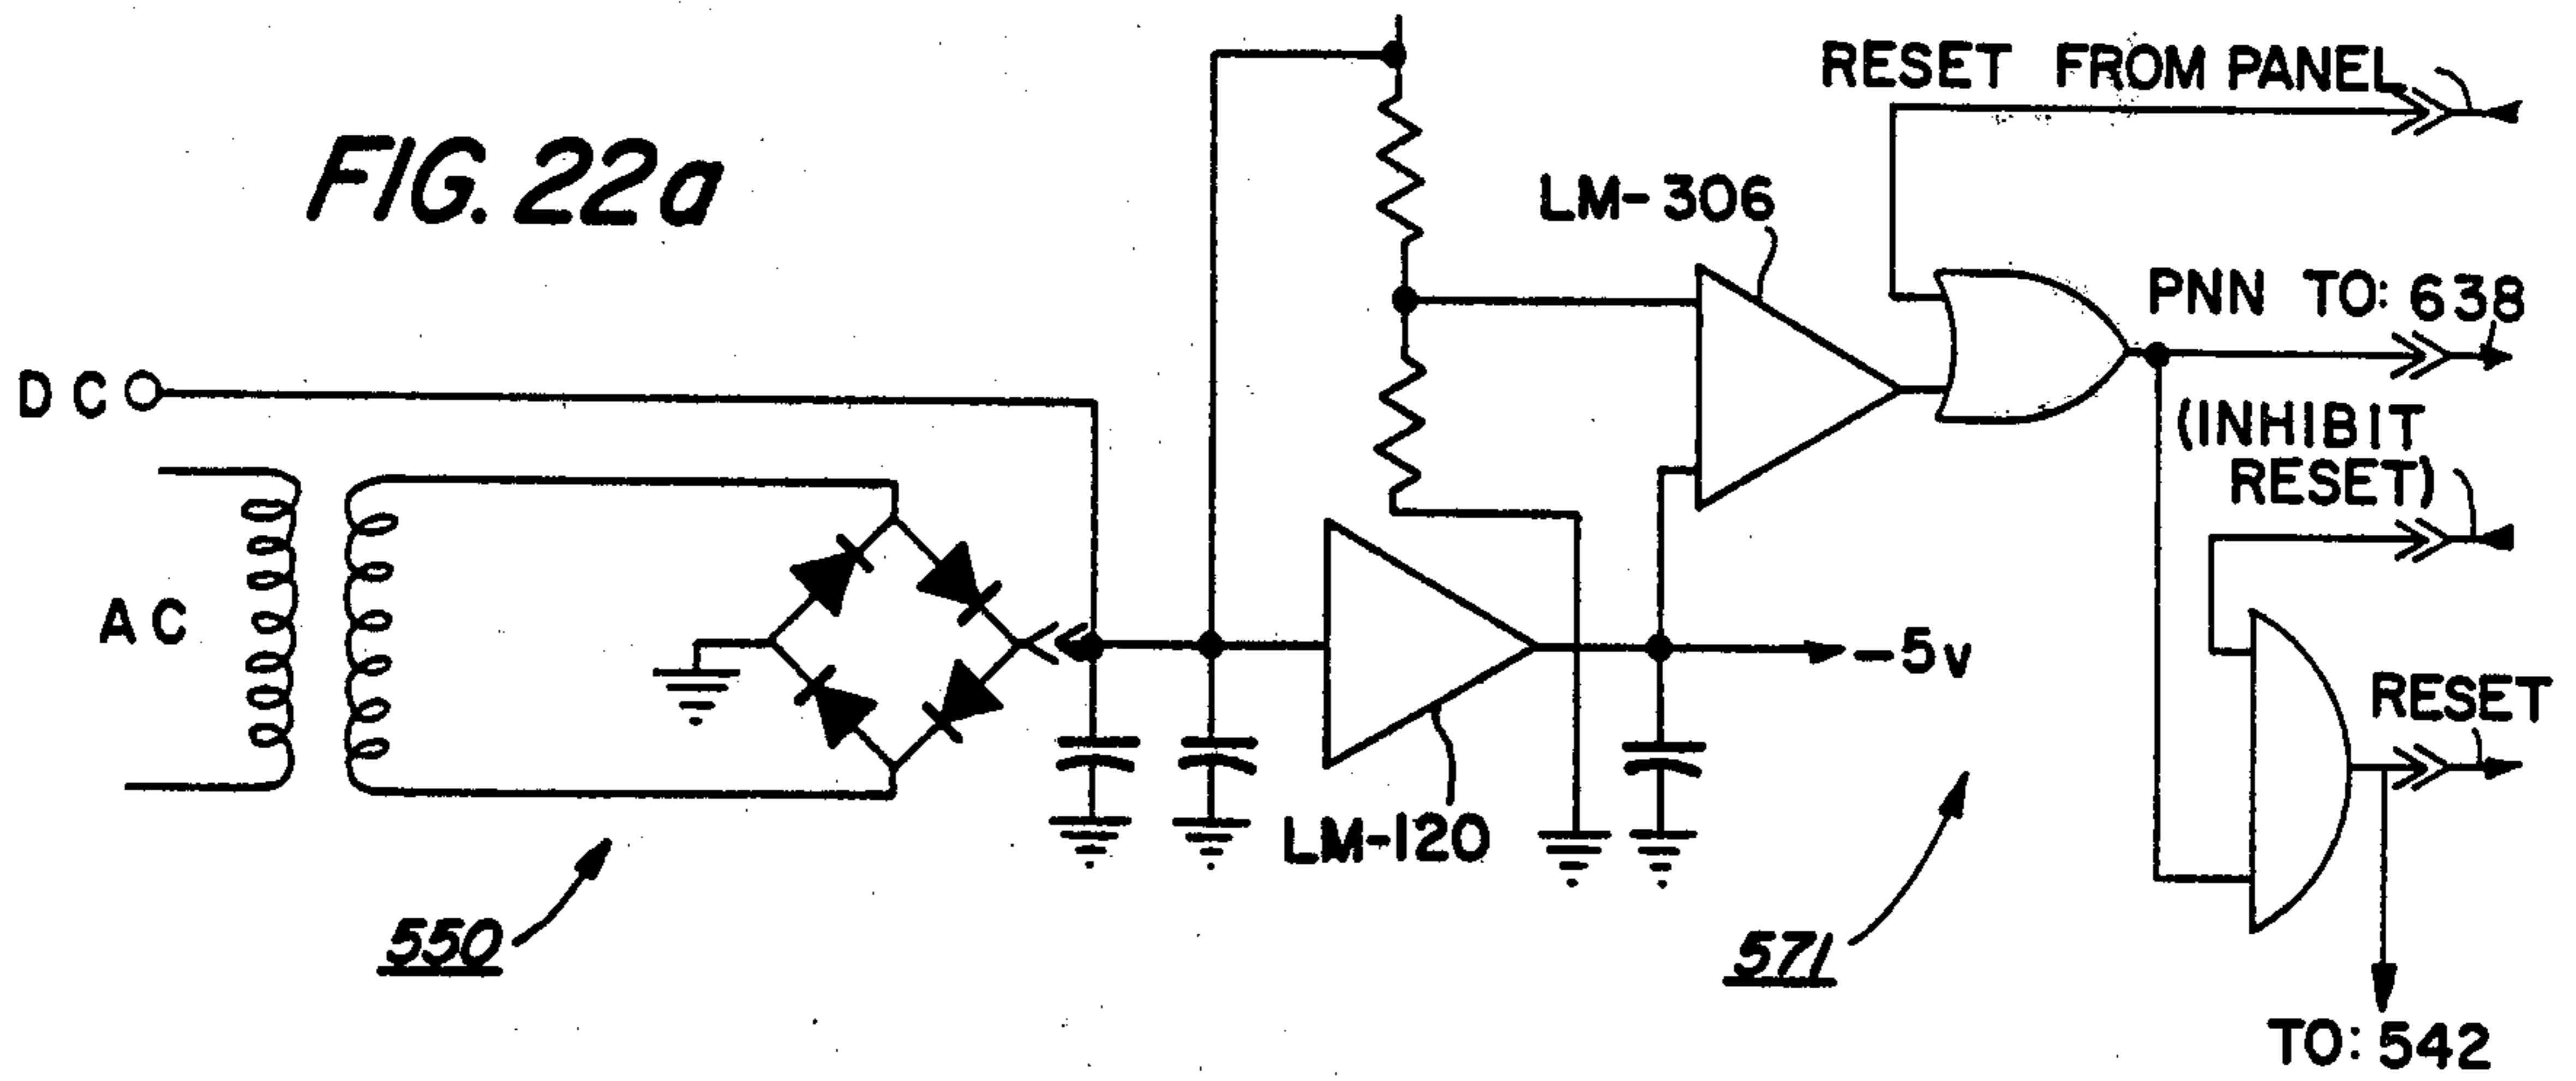 RESET FROM PANEL
FIG. 22a
LM-306
PNN TO: 638
DC
(INHIBIT
RESET)
AC
-5v
RESET
LM-120
550
571
TO: 542